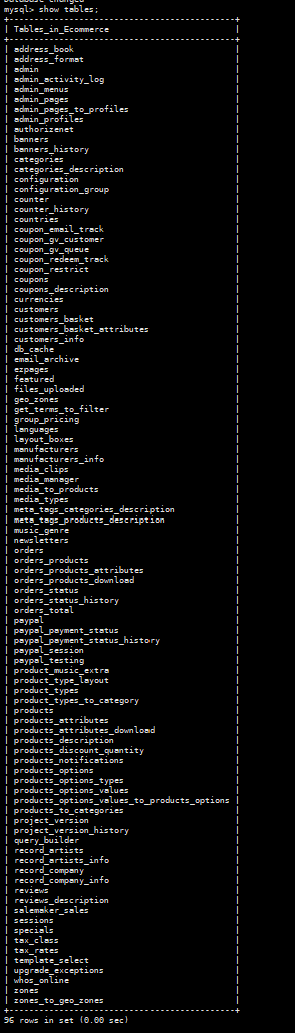 Database changed
mysql> show tables;
+----------------------------------------+
| Tables_in_Ecommerce |
+----------------------------------------+
| address_book |
| address_format |
| admin |
| admin_activity_log |
| admin_menus |
| admin_pages |
| admin_pages_to_profiles |
| admin_profiles |
| authorizenet |
| banners |
| banners_history |
| categories |
| categories_description |
| configuration |
| configuration_group |
| counter |
| counter_history |
| countries |
| coupon_email_track |
| coupon_gv_customer |
| coupon_gv_queue |
| coupon_redeem_track |
| coupon_restrict |
| coupons |
| coupons_description |
| currencies |
| customers |
| customers_basket |
| customers_basket_attributes |
| customers_info |
| db_cache |
| email_archive |
| ezpages |
| featured |
| files_uploaded |
| geo_zones |
| get_terms_to_filter |
| group_pricing |
| languages |
| layout_boxes |
| manufacturers |
| manufacturers_info |
| media_clips |
| media_manager |
| media_to_products |
| media_types |
| meta_tags_categories_description |
| meta_tags_products_description |
| music_genre |
| newsletters |
| orders |
| orders_products |
| orders_products_attributes |
| orders_products_download |
| orders_status |
| orders_status_history |
| orders_total |
| paypal |
| paypal_payment_status |
| paypal_payment_status_history |
| paypal_session |
| paypal_testing |
| product_music_extra |
| product_type_layout |
| product_types |
| product_types_to_category |
| products |
| products_attributes |
| products_attributes_download |
| products_description |
| products_discount_quantity |
| products_notifications |
| products_options |
| products_options_types |
| products_options_values |
| products_options_values_to_products_options |
| products_to_categories |
| project_version |
| project_version_history |
| query_builder |
| record_artists |
| record_artists_info |
| record_company |
| record_company_info |
| reviews |
| reviews_description |
| salemaker_sales |
| sessions |
| specials |
| tax_class |
| tax_rates |
| template_select |
| upgrade_exceptions |
| whos_online |
| zones |
| zones_to_geo_zones |
+----------------------------------------+
96 rows in set (0.00 sec)